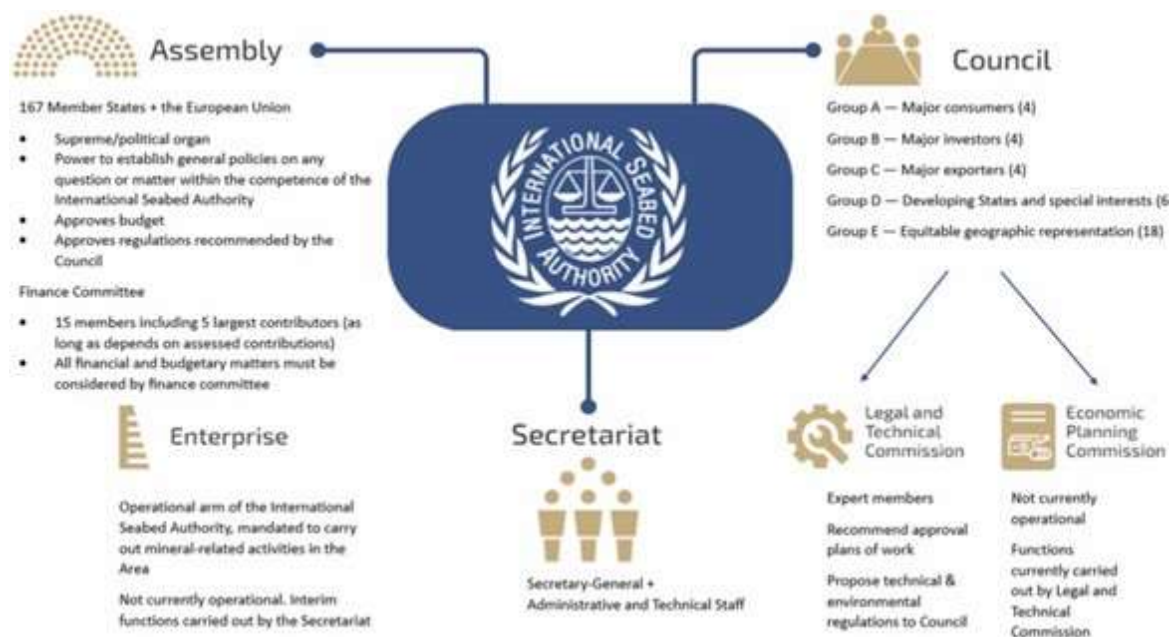 Assembly
167 Member States + the European Union
• Supreme/political organ
• Power to establish general policies on any
question or matter within the competence of the
International Seabed Authority
• Approves budget
• Approves regulations recommended by the
Council
Finance Committee
• 15 members including 5 largest contributors (as
long as depends on assessed contributions)
• All financial and budgetary matters must be
considered by finance committee
INTERNATIONAL SEABED
AUTHORITY
Council
Group A — Major consumers (4)
Group B — Major investors (4)
Group C — Major exporters (4)
Group D — Developing States and special interests (6
Group E — Equitable geographic representation (18)
Enterprise
Operational arm of the International
Seabed Authority, mandated to carry
out mineral-related activities in the
Area
Not currently operational. Interim
functions carried out by the Secretariat
Secretariat
Secretary-General +
Administrative and Technical Staff
Legal and
Technical
Commission
Expert members
Recommend approval
plans of work
Propose technical &
environmental
regulations to Council
Economic
Planning
Commission
Not currently
operational
Functions
currently carried
out by Legal and
Technical
Commission